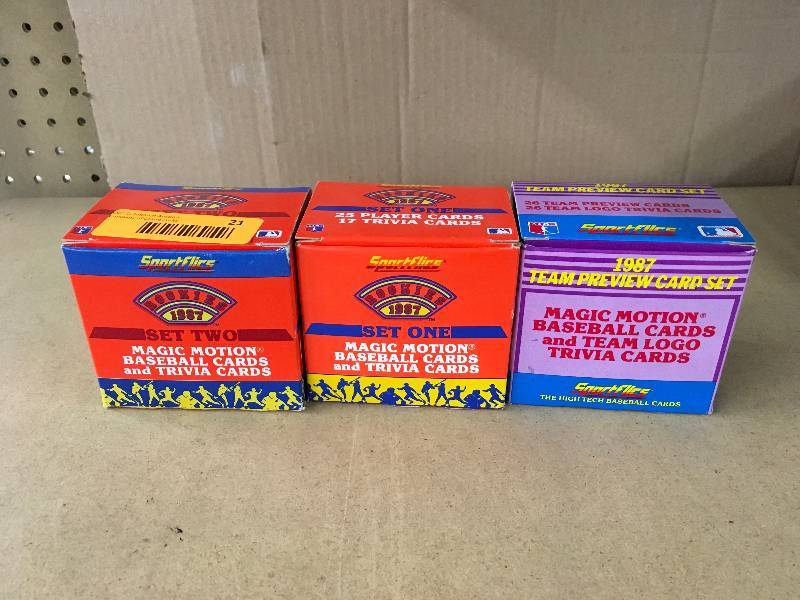 21
Sportflics
ROOKIES
1987
SET TWO
MAGIC MOTION®
BASEBALL CARDS
and TRIVIA CARDS
SET ONE
25 PLAYER CARDS
17 TRIVIA CARDS
Sportflics
ROOKIES
1987
SET ONE
MAGIC MOTION®
BASEBALL CARDS
and TRIVIA CARDS
1987
TEAM PREVIEW CARD SET
26 TEAM PREVIEW CARDS
26 TEAM LOGO TRIVIA CARDS
Sportflics
1987
TEAM PREVIEW CARD SET
MAGIC MOTION®
BASEBALL CARDS
and TEAM LOGO
TRIVIA CARDS
Sportflics
THE HIGH TECH BASEBALL CARDS